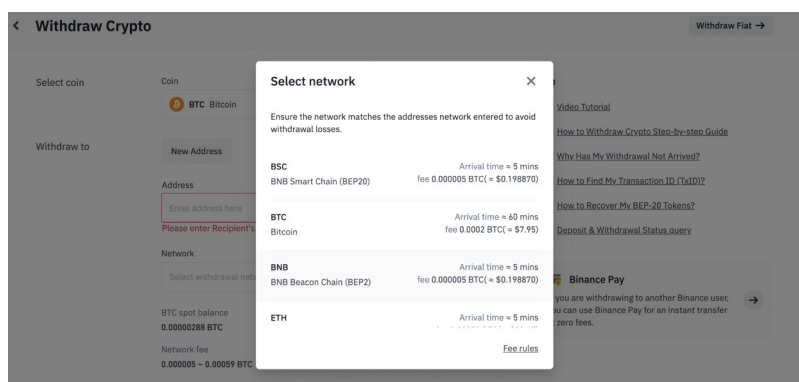 Withdraw Crypto
Withdraw Fiat →
Select coin
Coin
BTC Bitcoin
Withdraw to
New Address
Address
Enter address here
Please enter Recipient's
Network
Select withdrawal netw
BTC spot balance
0.00000288 BTC
Network fee
0.000005 ~ 0.00059 BTC
Select network
Ensure the network matches the addresses network entered to avoid
withdrawal losses.
BSC
Arrival time ≈ 5 mins
BNB Smart Chain (BEP20)
fee 0.000005 BTC( ≈ $0.198870)
BTC
Arrival time ≈ 60 mins
Bitcoin
fee 0.0002 BTC( ≈ $7.95)
BNB
Arrival time ≈ 5 mins
BNB Beacon Chain (BEP2)
fee 0.000005 BTC( ≈ $0.198870)
ETH
Arrival time ≈ 5 mins
Fee rules
Video Tutorial
How to Withdraw Crypto Step-by-step Guide
Why Has My Withdrawal Not Arrived?
How to Find My Transaction ID (TxID)?
How to Recover My BEP-20 Tokens?
Deposit & Withdrawal Status query
Binance Pay
you are withdrawing to another Binance user,
you can use Binance Pay for an instant transfer
zero fees.